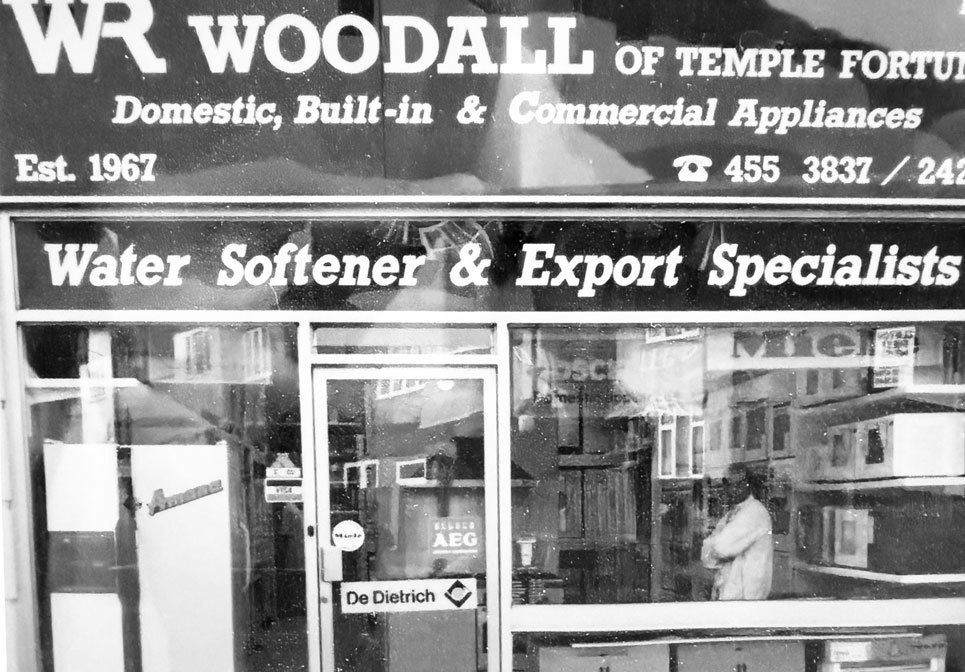 WR WOODALL OF TEMPLE FORTUN
Domestic, Built-in & Commercial Appliances
Est. 1967 ☎ 455 3837 / 242
Water Softener & Export Specialists
Miele
Amana
Miele
AEG
De Dietrich